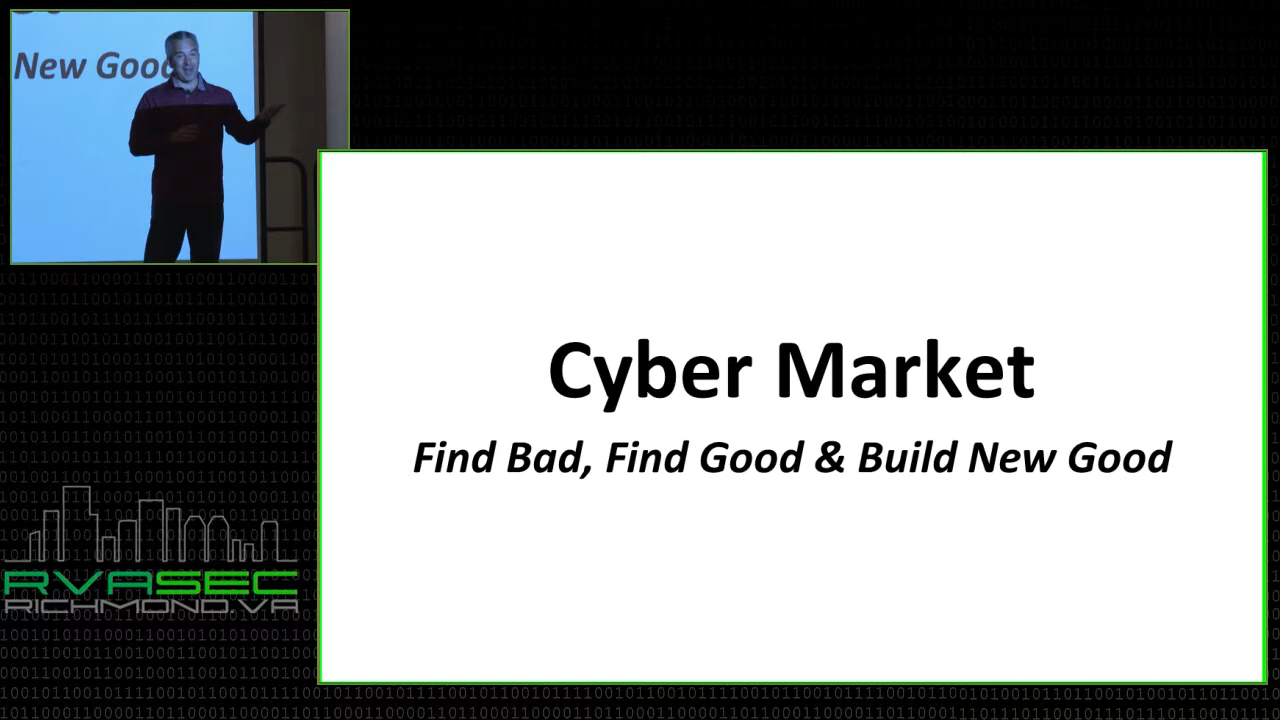 New Good
Cyber Market
Find Bad, Find Good & Build New Good
RVASEC
RICHMOND.VA